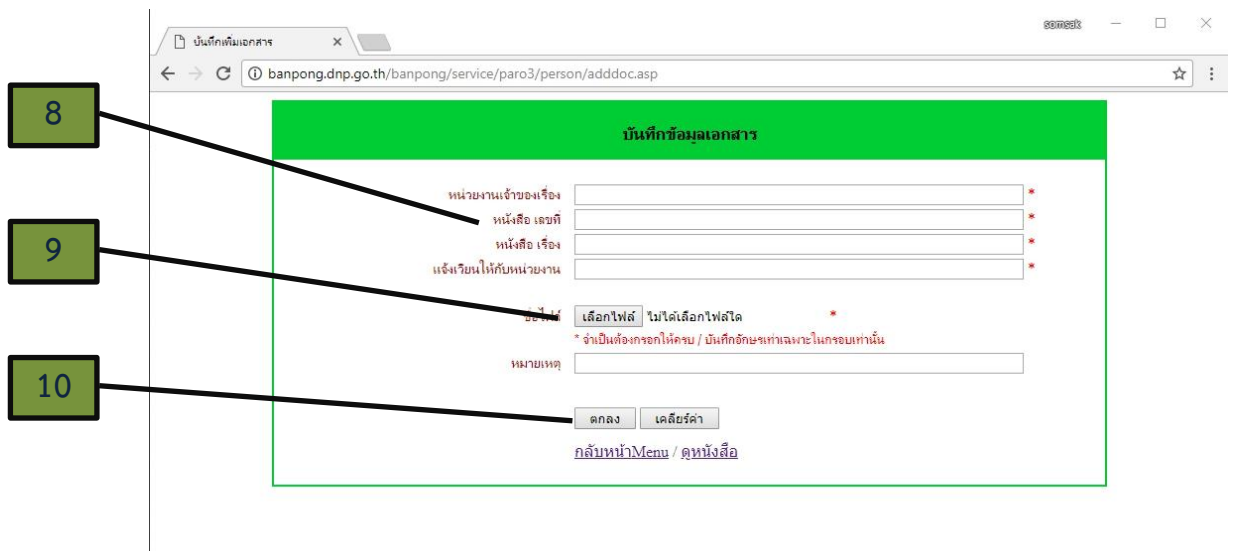 somsak
บันทึกเพิ่มเอกสาร
banpong.dnp.go.th/banpong/service/paro3/person/adddoc.asp
8
บันทึกข้อมูลเอกสาร
หน่วยงานเจ้าของเรื่อง *
หนังสือ เลขที่ *
9
หนังสือ เรื่อง *
แจ้งเวียนให้กับหน่วยงาน *
ชื่อไฟล์ เลือกไฟล์ ไม่ได้เลือกไฟล์ใด *
* จำเป็นต้องกรอกให้ครบ / บันทึกอักษรเท่าเฉพาะในกรอบเท่านั้น
หมายเหตุ
10
ตกลง เคลียร์ค่า
กลับหน้าMenu / ดูหนังสือ